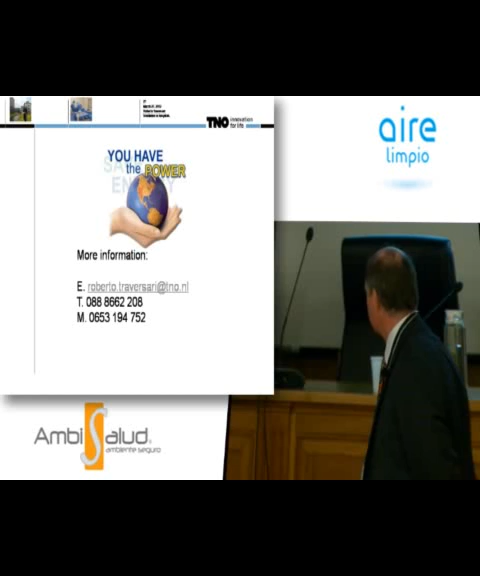 TNO innovation for life
aire
limpio
YOU HAVE
the POWER
More information:
E. roberto.traversari@tno.nl
T. 088 8662 208
M. 0653 194 752
AmbiSalud
ambiente seguro